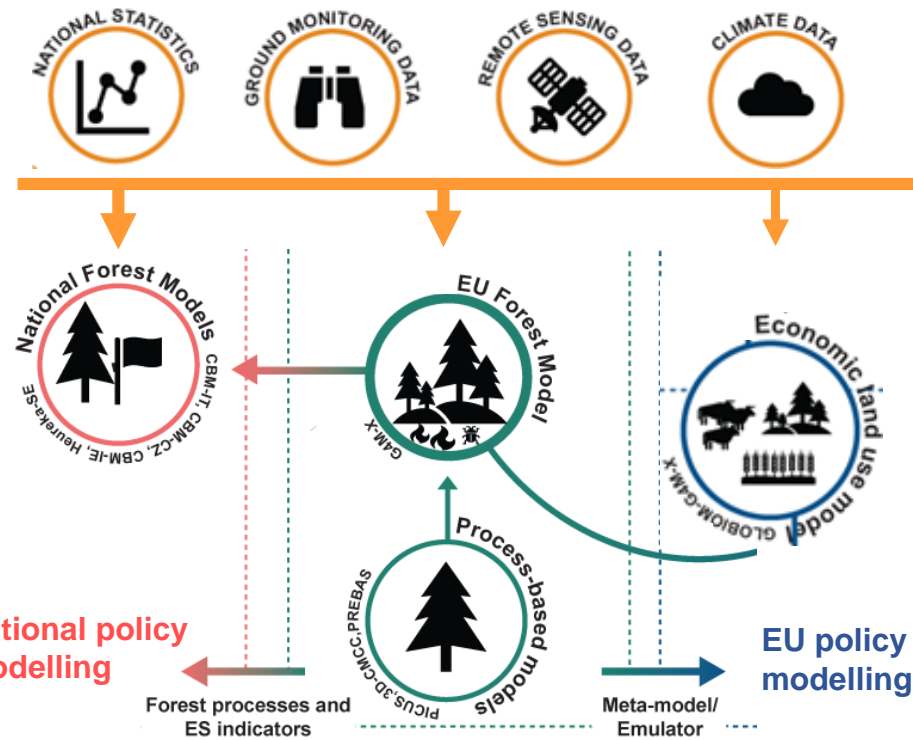 NATIONAL STATISTICS
GROUND MONITORING DATA
REMOTE SENSING DATA
CLIMATE DATA
National Forest Models
CBM-IT, CBM-CZ, CBM-IE, Heureka-SE
EU Forest Model
G4M-X
Economic land use model
GLOBIOM-G4M-X
Process-based models
PICUS,3D-CMCC,PREBAS
tional policy
odelling
EU policy
modelling
Forest processes and
ES indicators
Meta-model/
Emulator